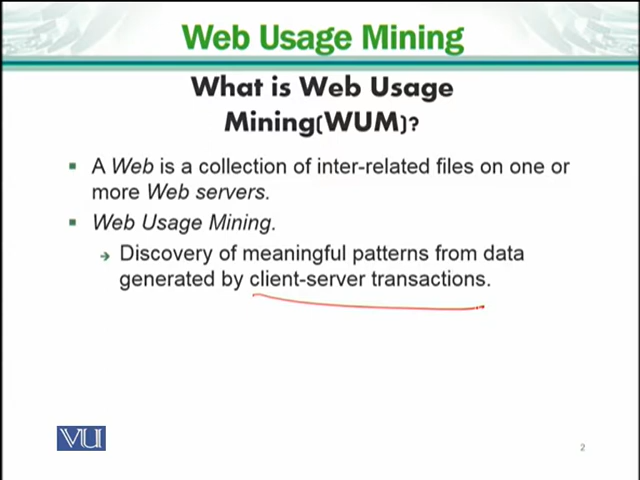 Web Usage Mining
What is Web Usage
Mining(WUM)?
▪ A Web is a collection of inter-related files on one or
more Web servers.
▪ Web Usage Mining.
→ Discovery of meaningful patterns from data
generated by client-server transactions.
VU
2